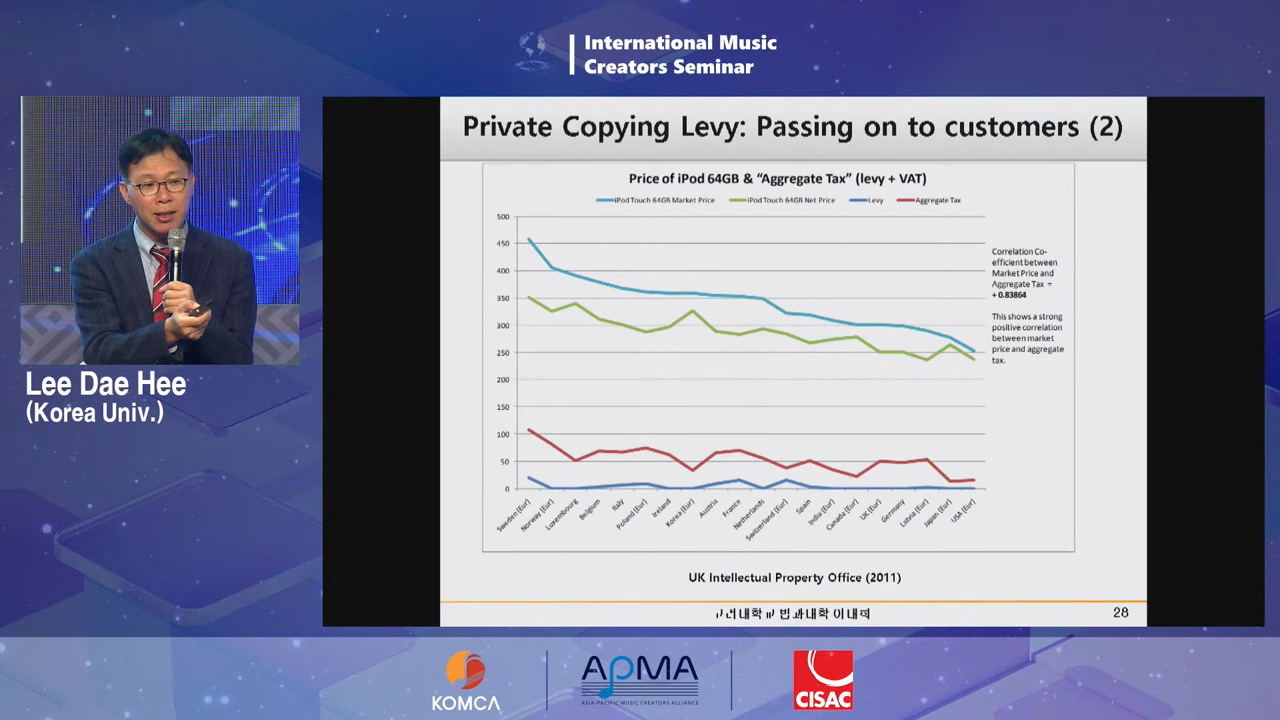 International Music
Creators Seminar
Private Copying Levy: Passing on to customers (2)
Price of iPod 64GB & “Aggregate Tax” (levy + VAT)
iPod Touch 64GB Market Price
iPod Touch 64GB Net Price
Levy
Aggregate Tax
500
450
400
350
300
250
200
150
100
50
0
Correlation Co-
efficient between
Market Price and
Aggregate Tax =
+ 0.83864
This shows a strong
positive correlation
between market
price and aggregate
tax.
Sweden (Eur)
Norway (Eur)
Luxembourg
Belgium
Italy
Poland (Eur)
Ireland
Korea (Eur)
Austria
France
Netherlands
Switzerland (Eur)
Spain
India (Eur)
Canada (Eur)
UK (Eur)
Germany
Latvia (Eur)
Japan (Eur)
USA (Eur)
UK Intellectual Property Office (2011)
28
Lee Dae Hee
(Korea Univ.)
KOMCA
APMA
ASIA-PACIFIC MUSIC CREATORS ALLIANCE
CISAC